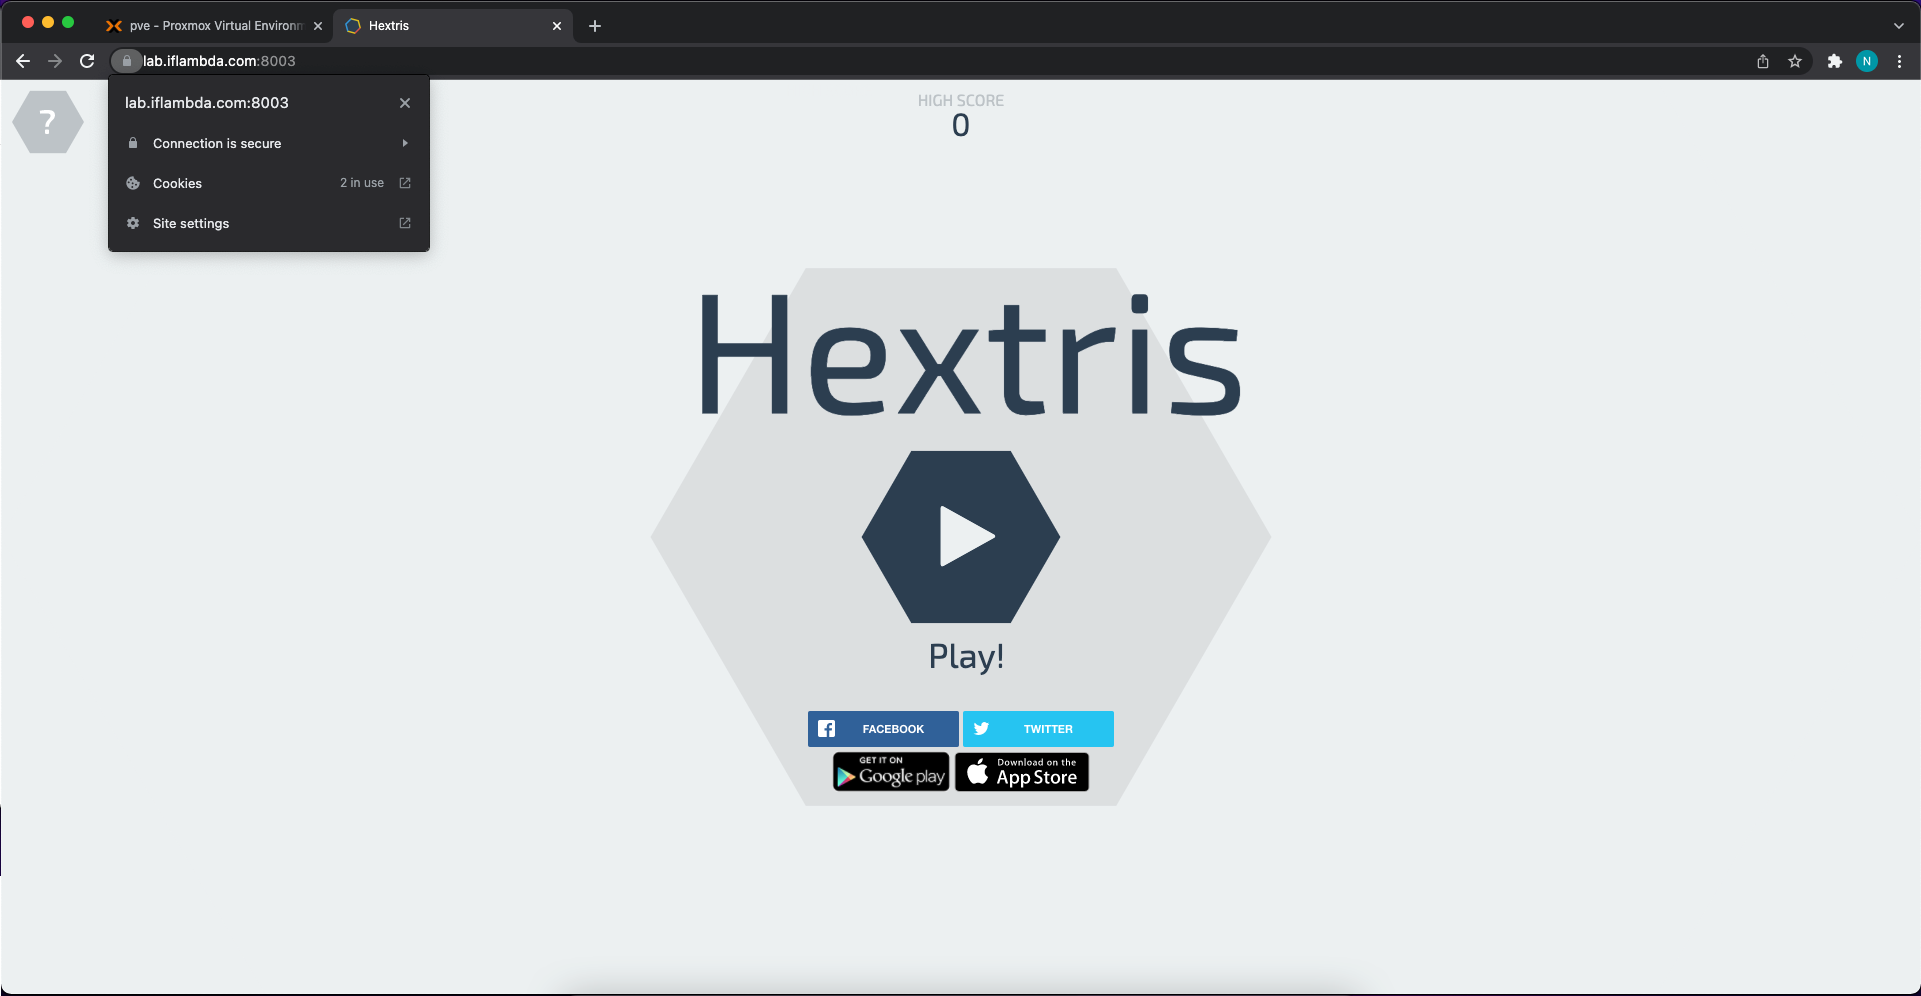 pve - Proxmox Virtual Environm
Hextris
lab.iflambda.com:8003
N
lab.iflambda.com:8003
Connection is secure
Cookies 2 in use
Site settings
?
HIGH SCORE
0
Hextris
Play!
FACEBOOK
TWITTER
GET IT ON
Google play
Download on the
App Store